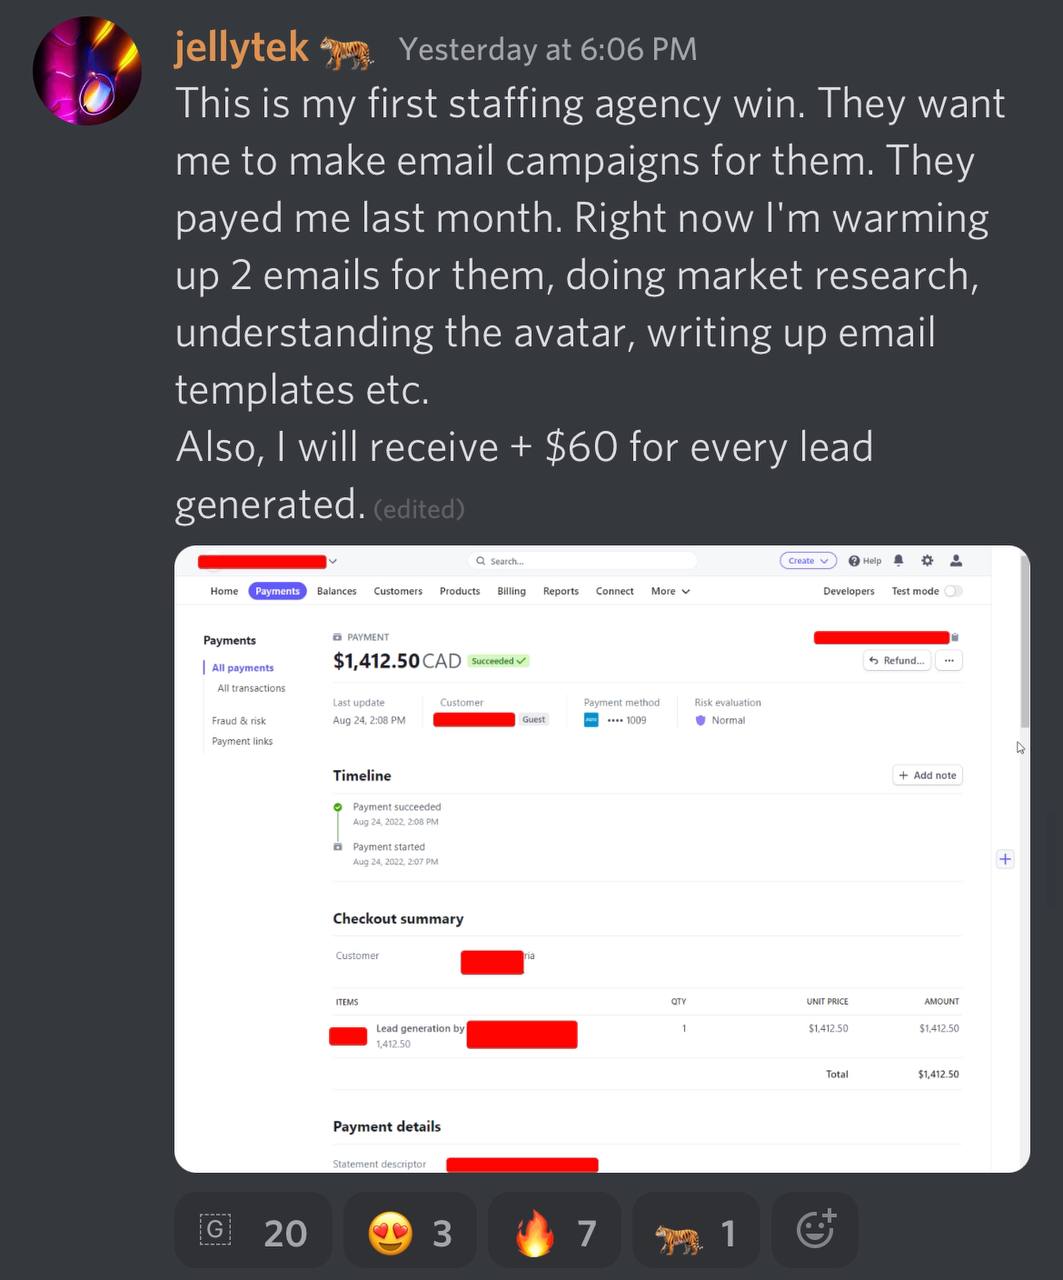 jellytek 🐅 Yesterday at 6:06 PM
This is my first staffing agency win. They want
me to make email campaigns for them. They
payed me last month. Right now I'm warming
up 2 emails for them, doing market research,
understanding the avatar, writing up email
templates etc.
Also, I will receive + $60 for every lead
generated. (edited)
Search...
Create
Help
Home Payments Balances Customers Products Billing Reports Connect More
Developers Test mode
Payments
All payments
All transactions
Fraud & risk
Payment links
PAYMENT
$1,412.50 CAD Succeeded ✓
Refund... ...
Last update Customer Payment method Risk evaluation
Aug 24, 2:08 PM Guest •••• 1009 Normal
Timeline + Add note
Payment succeeded
Aug 24, 2022, 2:08 PM
Payment started
Aug 24, 2022, 2:07 PM
Checkout summary
Customer ria
ITEMS QTY UNIT PRICE AMOUNT
Lead generation by 1 $1,412.50 $1,412.50
1,412.50
Total $1,412.50
Payment details
Statement descriptor
G 20 😍 3 🔥 7 🐅 1